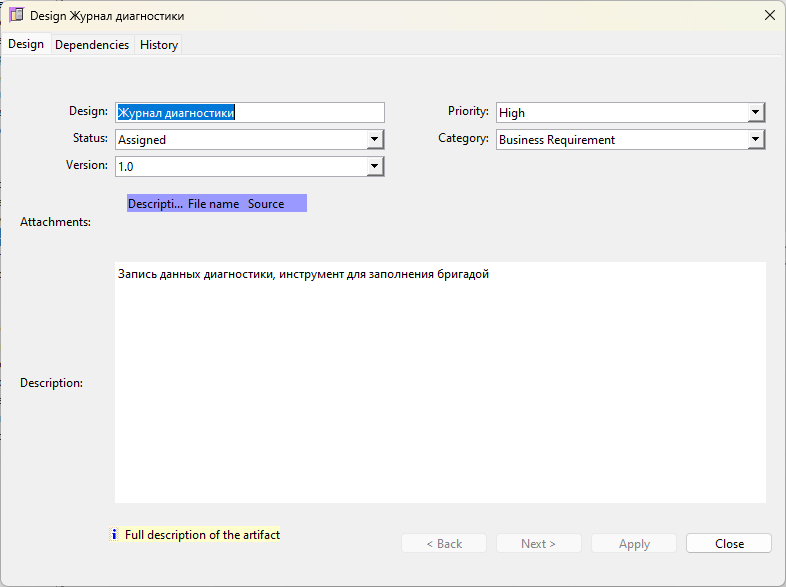 Design Журнал диагностики
Design Dependencies History
Design: Журнал диагностики Priority: High
Status: Assigned Category: Business Requirement
Version: 1.0
Descripti... File name Source
Attachments:
Запись данных диагностики, инструмент для заполнения бригадой
Description:
Full description of the artifact
< Back Next > Apply Close